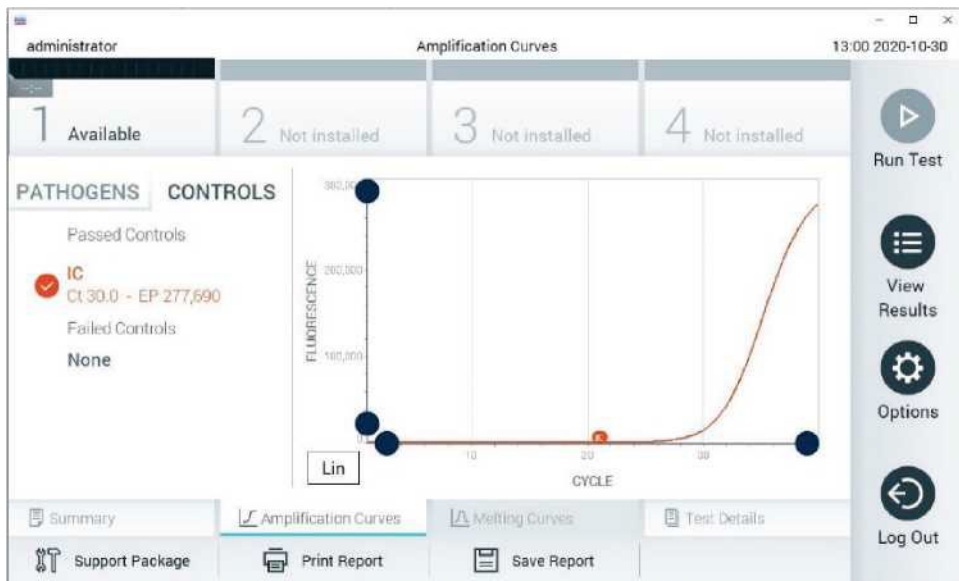 administrator
Amplification Curves
13:00 2020-10-30
1 Available
2 Not installed
3 Not installed
4 Not installed
Run Test
PATHOGENS CONTROLS
Passed Controls
IC
Ct 30.0 - EP 277,690
Failed Controls
None
FLUORESCENCE
200,000
100,000
0
10 20 30
CYCLE
Lin
View
Results
Options
Log Out
Summary
Amplification Curves
Melting Curves
Test Details
Support Package
Print Report
Save Report